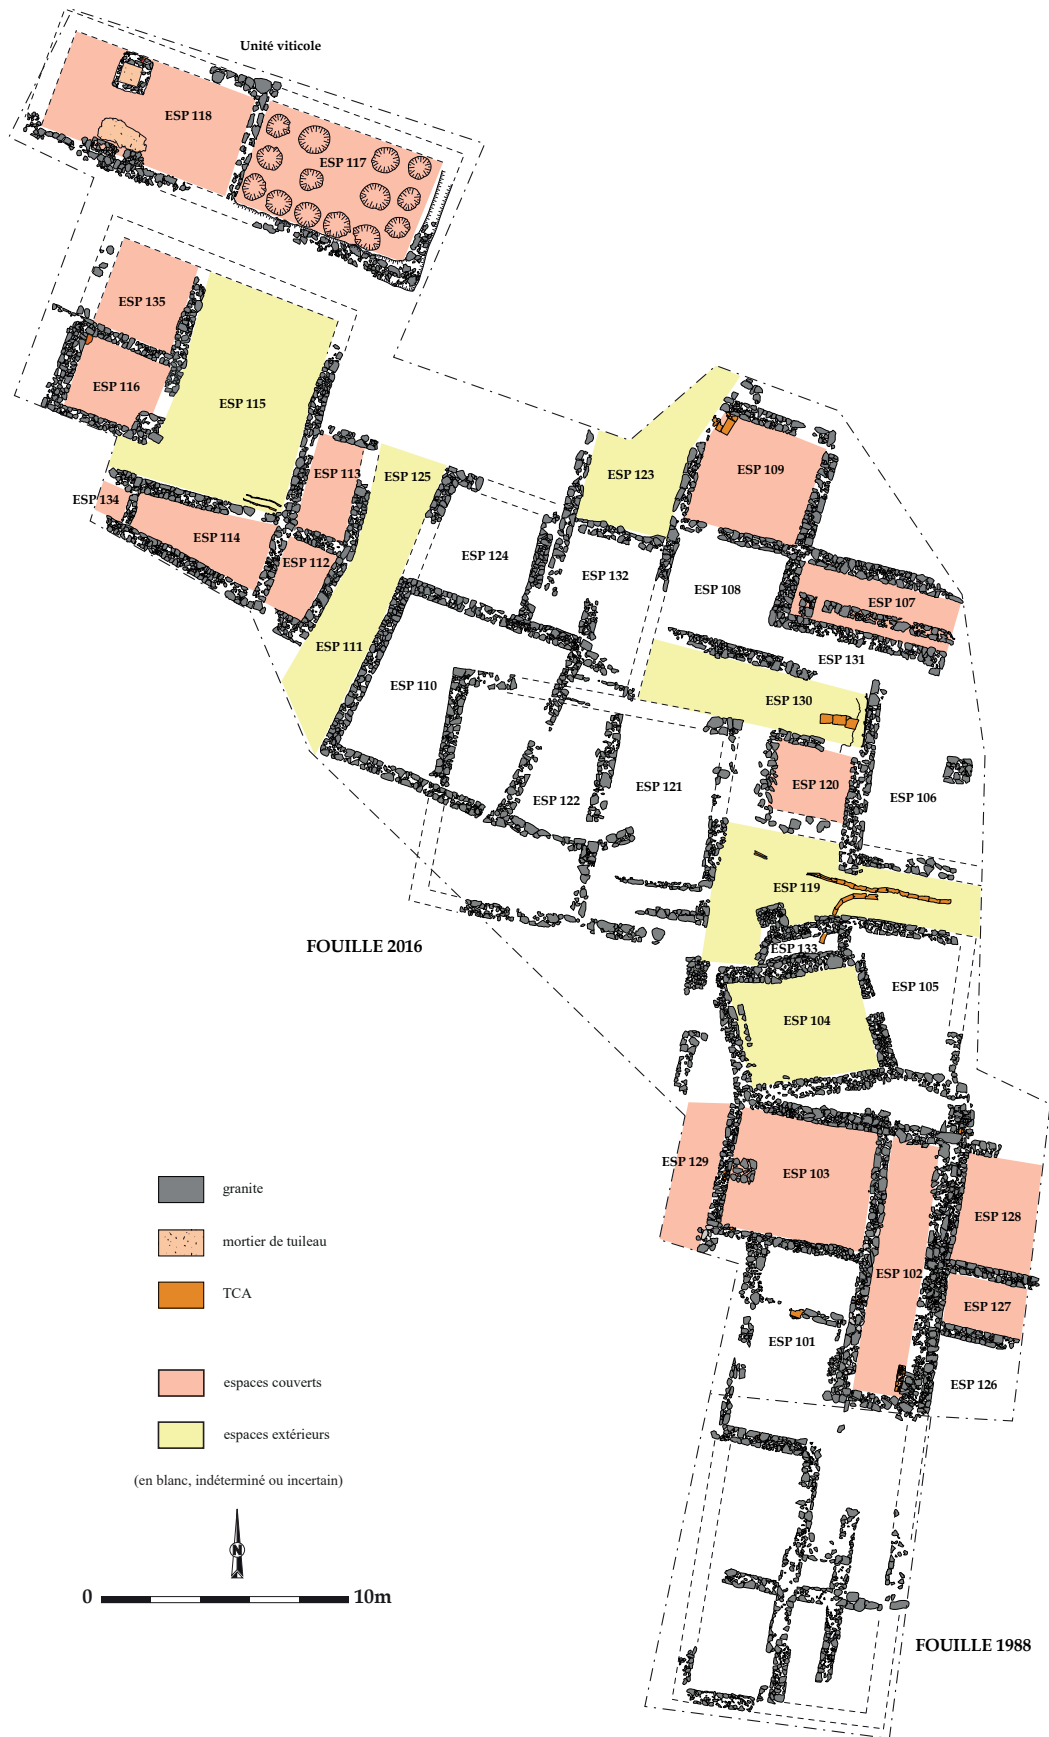 Unité viticole
ESP 118
ESP 117
ESP 135
ESP 116
ESP 115
ESP 134
ESP 114
ESP 113
ESP 112
ESP 125
ESP 111
ESP 124
ESP 123
ESP 109
ESP 132
ESP 108
ESP 107
ESP 131
ESP 110
ESP 130
ESP 122
ESP 121
ESP 120
ESP 106
ESP 119
ESP 133
ESP 105
ESP 104
FOUILLE 2016
ESP 129
ESP 103
ESP 128
ESP 102
ESP 127
ESP 101
ESP 126
granite
mortier de tuileau
TCA
espaces couverts
espaces extérieurs
(en blanc, indéterminé ou incertain)
N
0 10m
FOUILLE 1988